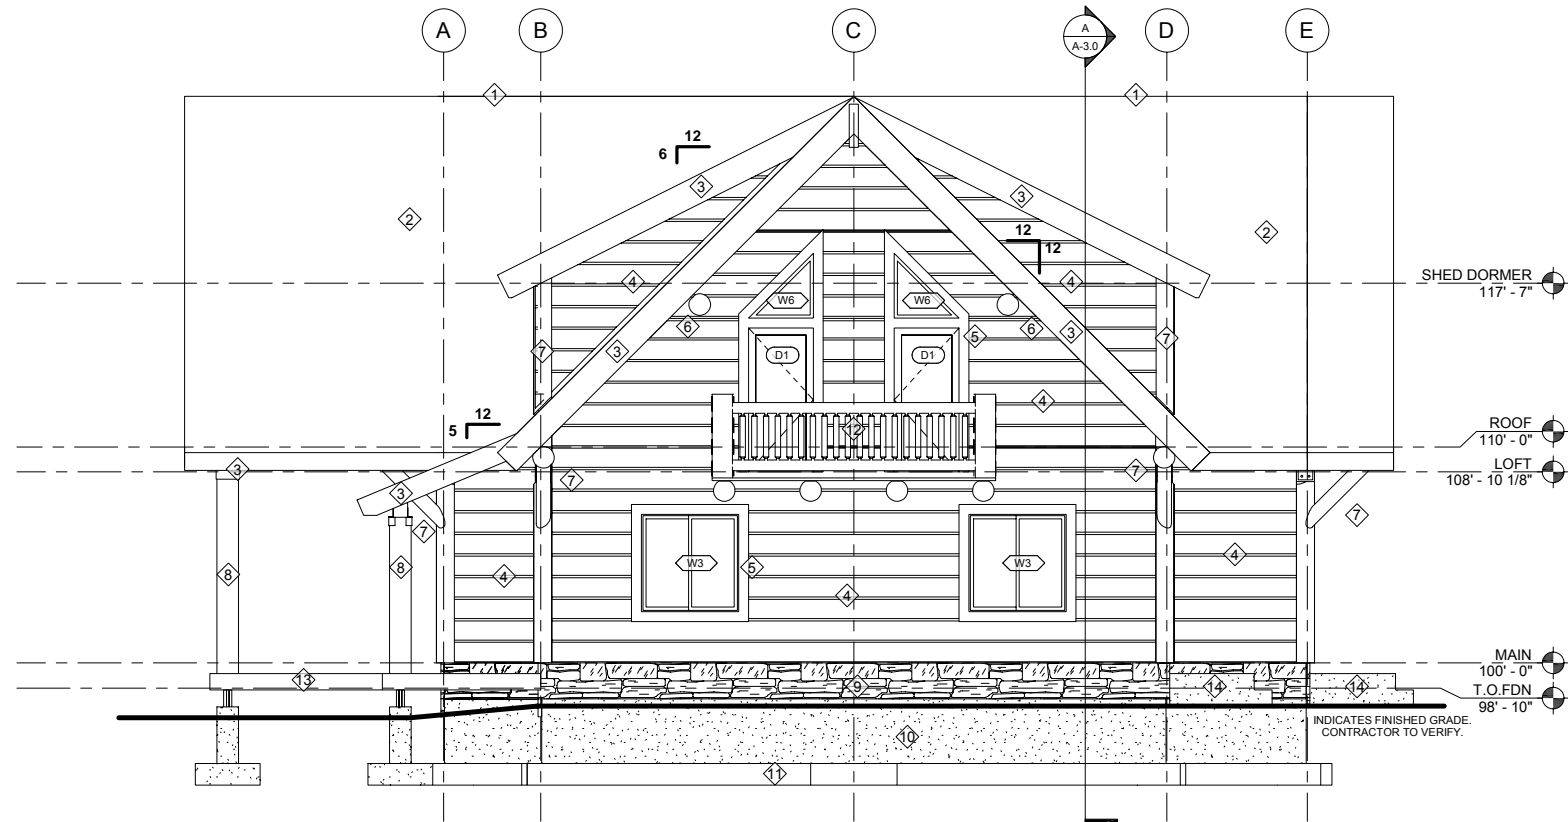 A
B
C
A
A-3.0
D
E
1
1
12
6
3
3
2
2
12
12
4
4
SHED DORMER
117' - 7"
W6
W6
6
6
3
5
7
7
3
D1
D1
4
12
5
12
ROOF
110' - 0"
3
7
7
LOFT
108' - 10 1/8"
3
7
7
8
8
4
W3
5
W3
4
4
MAIN
100' - 0"
13
9
14
14
T.O.FDN
98' - 10"
INDICATES FINISHED GRADE.
CONTRACTOR TO VERIFY.
10
11